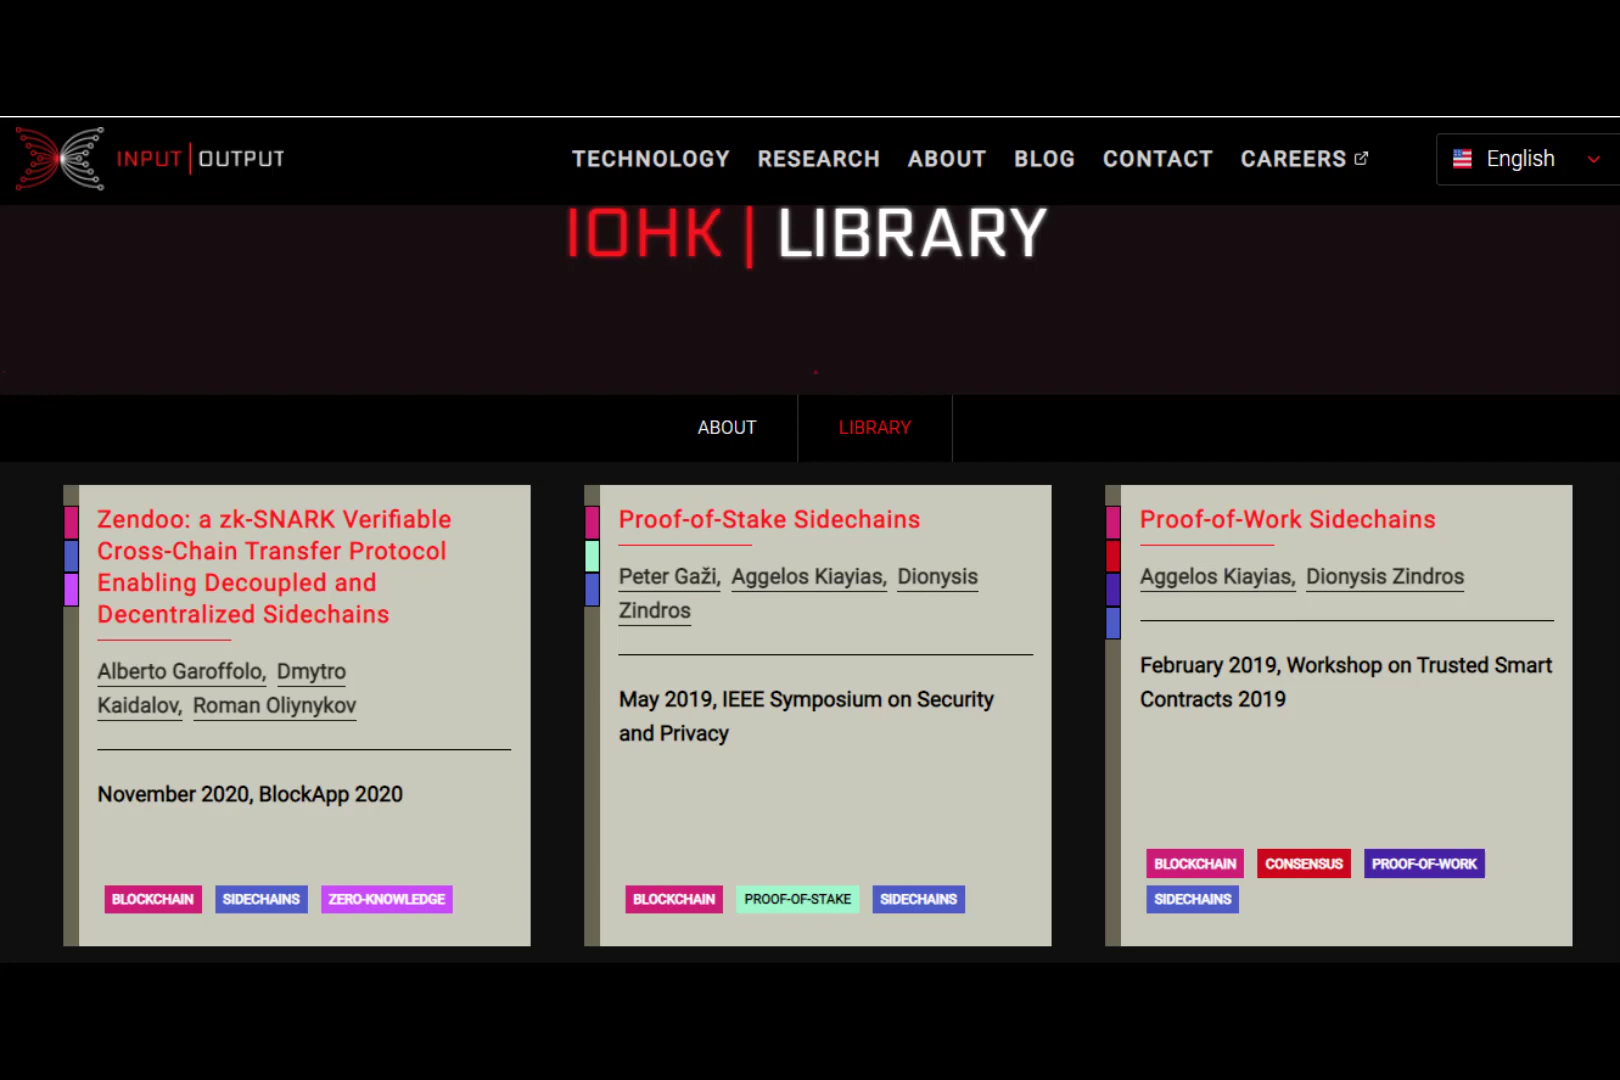 INPUT | OUTPUT
TECHNOLOGY RESEARCH ABOUT BLOG CONTACT CAREERS
English
IOHK | LIBRARY
ABOUT
LIBRARY
Zendoo: a zk-SNARK Verifiable
Cross-Chain Transfer Protocol
Enabling Decoupled and
Decentralized Sidechains
Alberto Garoffolo, Dmytro
Kaidalov, Roman Oliynykov
November 2020, BlockApp 2020
BLOCKCHAIN SIDECHAINS ZERO-KNOWLEDGE
Proof-of-Stake Sidechains
Peter Gaži, Aggelos Kiayias, Dionysis
Zindros
May 2019, IEEE Symposium on Security
and Privacy
BLOCKCHAIN PROOF-OF-STAKE SIDECHAINS
Proof-of-Work Sidechains
Aggelos Kiayias, Dionysis Zindros
February 2019, Workshop on Trusted Smart
Contracts 2019
BLOCKCHAIN CONSENSUS PROOF-OF-WORK
SIDECHAINS